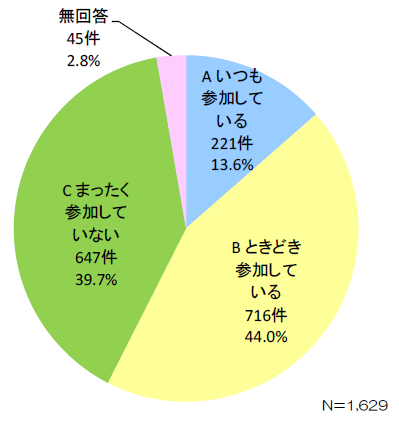 無回答
45件
2.8%
A いつも
参加して
いる
221件
13.6%
C まったく
参加して
いない
647件
39.7%
B ときどき
参加して
いる
716件
44.0%
N=1,629